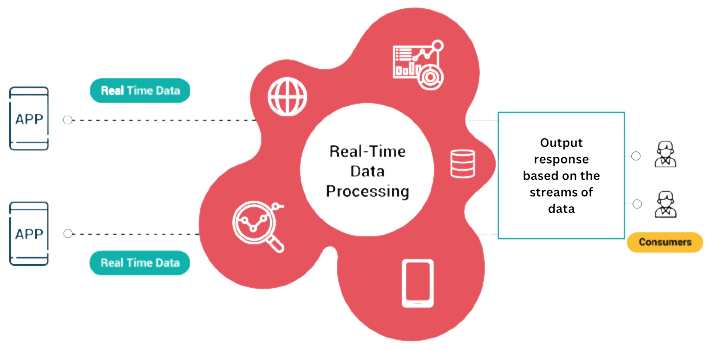 Real Time Data
APP
Real-Time
Data
Processing
Output
response
based on the
streams of
data
APP
Real Time Data
Consumers